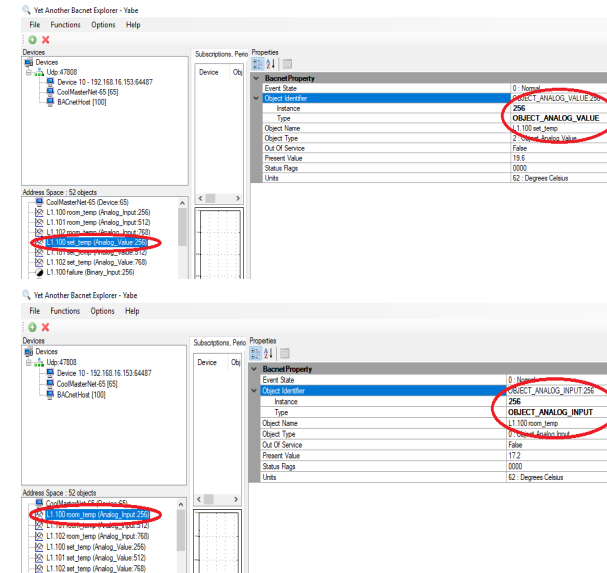 Yet Another Bacnet Explorer - Yabe
File Functions Options Help
Devices
Devices
Udp:47808
Device 10 - 192.168.16.153:64487
CoolMasterNet-65 [65]
BACnetHost [100]
Address Space : 52 objects
CoolMasterNet-65 (Device:65)
L1.100 room_temp (Analog_Input:256)
L1.101 room_temp (Analog_Input:512)
L1.102 room_temp (Analog_Input:768)
L1.100 set_temp (Analog_Value:256)
L1.101 set_temp (Analog_Value:512)
L1.102 set_temp (Analog_Value:768)
L1.100 failure (Binary_Input:256)
Subscriptions, Perio
Device Obj
Properties
BacnetProperty
Event State 0 : Normal
Object Identifier OBJECT_ANALOG_VALUE:256
Instance 256
Type OBJECT_ANALOG_VALUE
Object Name L1.100 set_temp
Object Type 2 : Object Analog Value
Out Of Service False
Present Value 19.6
Status Flags 0000
Units 62 : Degrees Celsius
Yet Another Bacnet Explorer - Yabe
File Functions Options Help
Devices
Devices
Udp:47808
Device 10 - 192.168.16.153:64487
CoolMasterNet-65 [65]
BACnetHost [100]
Address Space : 52 objects
CoolMasterNet-65 (Device:65)
L1.100 room_temp (Analog_Input:256)
L1.101 room_temp (Analog_Input:512)
L1.102 room_temp (Analog_Input:768)
L1.100 set_temp (Analog_Value:256)
L1.101 set_temp (Analog_Value:512)
L1.102 set_temp (Analog_Value:768)
Subscriptions, Perio
Device Obj
Properties
BacnetProperty
Event State 0 : Normal
Object Identifier OBJECT_ANALOG_INPUT:256
Instance 256
Type OBJECT_ANALOG_INPUT
Object Name L1.100 room_temp
Object Type 0 : Object Analog Input
Out Of Service False
Present Value 17.2
Status Flags 0000
Units 62 : Degrees Celsius